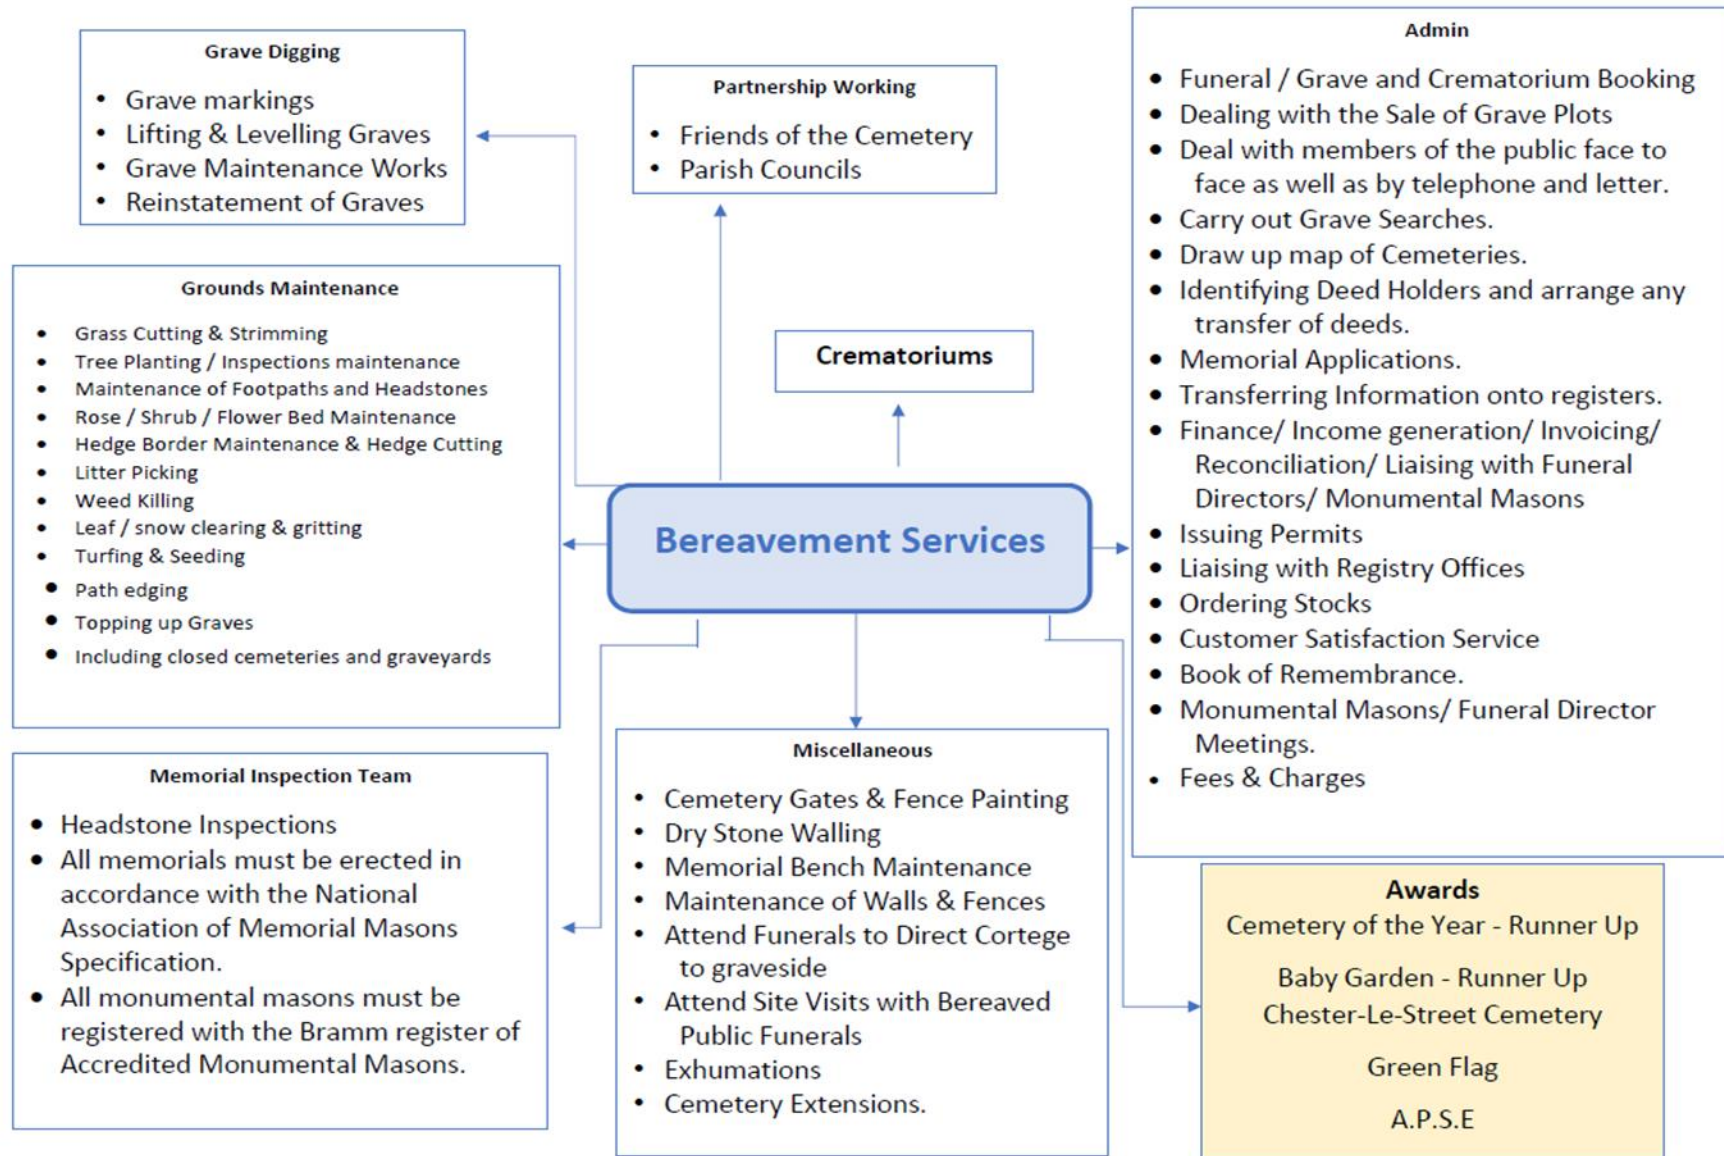 Grave Digging
• Grave markings
• Lifting & Levelling Graves
• Grave Maintenance Works
• Reinstatement of Graves
Partnership Working
• Friends of the Cemetery
• Parish Councils
Admin
• Funeral / Grave and Crematorium Booking
• Dealing with the Sale of Grave Plots
• Deal with members of the public face to
face as well as by telephone and letter.
• Carry out Grave Searches.
• Draw up map of Cemeteries.
• Identifying Deed Holders and arrange any
transfer of deeds.
• Memorial Applications.
• Transferring Information onto registers.
• Finance/ Income generation/ Invoicing/
Reconciliation/ Liaising with Funeral
Directors/ Monumental Masons
• Issuing Permits
• Liaising with Registry Offices
• Ordering Stocks
• Customer Satisfaction Service
• Book of Remembrance.
• Monumental Masons/ Funeral Director
Meetings.
• Fees & Charges
Grounds Maintenance
• Grass Cutting & Strimming
• Tree Planting / Inspections maintenance
• Maintenance of Footpaths and Headstones
• Rose / Shrub / Flower Bed Maintenance
• Hedge Border Maintenance & Hedge Cutting
• Litter Picking
• Weed Killing
• Leaf / snow clearing & gritting
• Turfing & Seeding
• Path edging
• Topping up Graves
• Including closed cemeteries and graveyards
Crematoriums
Bereavement Services
Memorial Inspection Team
• Headstone Inspections
• All memorials must be erected in
accordance with the National
Association of Memorial Masons
Specification.
• All monumental masons must be
registered with the Bramm register of
Accredited Monumental Masons.
Miscellaneous
• Cemetery Gates & Fence Painting
• Dry Stone Walling
• Memorial Bench Maintenance
• Maintenance of Walls & Fences
• Attend Funerals to Direct Cortege
to graveside
• Attend Site Visits with Bereaved
Public Funerals
• Exhumations
• Cemetery Extensions.
Awards
Cemetery of the Year - Runner Up
Baby Garden - Runner Up
Chester-Le-Street Cemetery
Green Flag
A.P.S.E